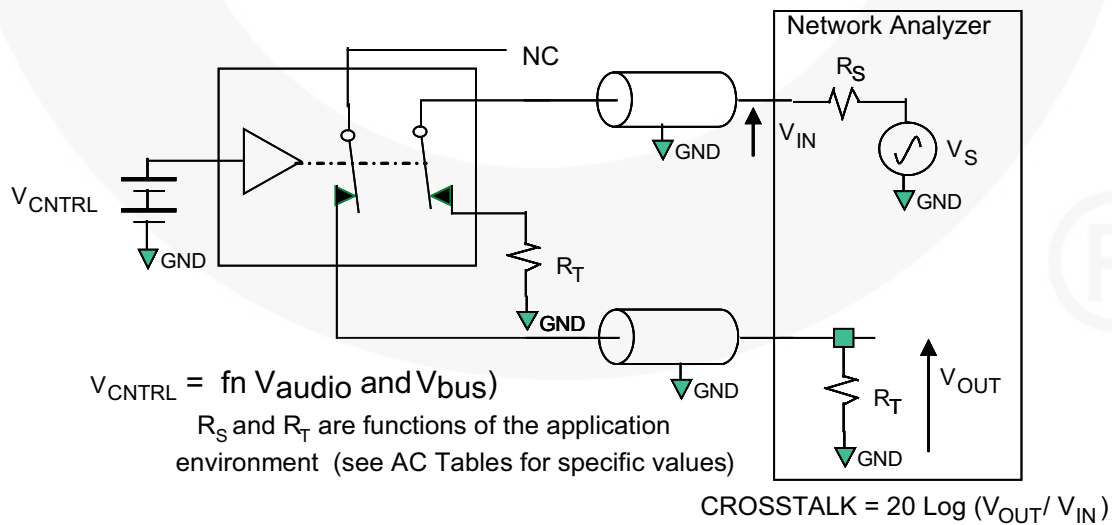 Network Analyzer
NC
RS
VIN
VS
GND
GND
VCNTRL
GND
RT
GND
GND
VOUT
RT
GND
VCNTRL = fn Vaudio and Vbus)
RS and RT are functions of the application
environment (see AC Tables for specific values)
CROSSTALK = 20 Log (VOUT/ VIN)
R